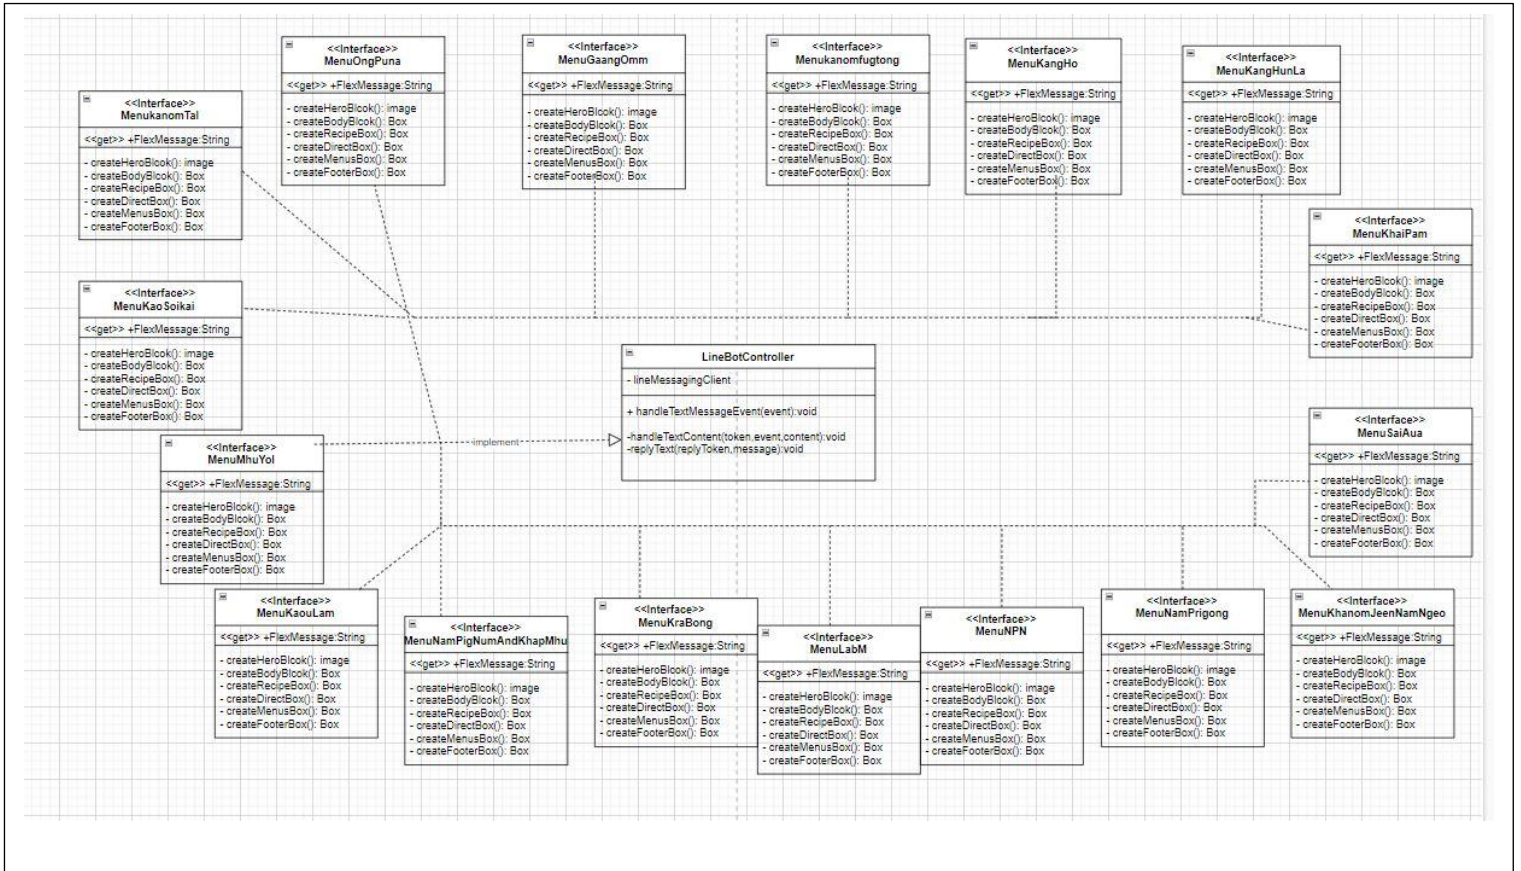 <<Interface>>
MenuOngPuna
<<get>> +FlexMessage:String
- createHeroBlcok(): image
- createBodyBlcok(): Box
- createRecipeBox(): Box
- createDirectBox(): Box
- createMenusBox(): Box
- createFooterBox(): Box
<<Interface>>
MenuGaangOmm
<<get>> +FlexMessage:String
- createHeroBlcok(): image
- createBodyBlcok(): Box
- createRecipeBox(): Box
- createDirectBox(): Box
- createMenusBox(): Box
- createFooterBox(): Box
<<Interface>>
Menukanomfugtong
<<get>> +FlexMessage:String
- createHeroBlcok(): image
- createBodyBlcok(): Box
- createRecipeBox(): Box
- createDirectBox(): Box
- createMenusBox(): Box
- createFooterBox(): Box
<<Interface>>
MenuKangHo
<<get>> +FlexMessage:String
- createHeroBlcok(): image
- createBodyBlcok(): Box
- createRecipeBox(): Box
- createDirectBox(): Box
- createMenusBox(): Box
- createFooterBox(): Box
<<Interface>>
MenuKangHunLa
<<get>> +FlexMessage:String
- createHeroBlcok(): image
- createBodyBlcok(): Box
- createRecipeBox(): Box
- createDirectBox(): Box
- createMenusBox(): Box
- createFooterBox(): Box
<<Interface>>
MenukanomTal
<<get>> +FlexMessage:String
- createHeroBlcok(): image
- createBodyBlcok(): Box
- createRecipeBox(): Box
- createDirectBox(): Box
- createMenusBox(): Box
- createFooterBox(): Box
<<Interface>>
MenuKhaiPam
<<get>> +FlexMessage:String
- createHeroBlcok(): image
- createBodyBlcok(): Box
- createRecipeBox(): Box
- createDirectBox(): Box
- createMenusBox(): Box
- createFooterBox(): Box
<<Interface>>
MenuKaoSoikai
<<get>> +FlexMessage:String
- createHeroBlcok(): image
- createBodyBlcok(): Box
- createRecipeBox(): Box
- createDirectBox(): Box
- createMenusBox(): Box
- createFooterBox(): Box
LineBotController
- lineMessagingClient
+ handleTextMessageEvent(event):void
-handleTextContent(token,event,content):void
-replyText(replyToken,message):void
implement
<<Interface>>
MenuSaiAua
<<get>> +FlexMessage:String
- createHeroBlcok(): image
- createBodyBlcok(): Box
- createRecipeBox(): Box
- createDirectBox(): Box
- createMenusBox(): Box
- createFooterBox(): Box
<<Interface>>
MenuMhuYol
<<get>> +FlexMessage:String
- createHeroBlcok(): image
- createBodyBlcok(): Box
- createRecipeBox(): Box
- createDirectBox(): Box
- createMenusBox(): Box
- createFooterBox(): Box
<<Interface>>
MenuKaouLam
<<get>> +FlexMessage:String
- createHeroBlcok(): image
- createBodyBlcok(): Box
- createRecipeBox(): Box
- createDirectBox(): Box
- createMenusBox(): Box
- createFooterBox(): Box
<<Interface>>
MenuNamPigNumAndKhapMhu
<<get>> +FlexMessage:String
- createHeroBlcok(): image
- createBodyBlcok(): Box
- createRecipeBox(): Box
- createDirectBox(): Box
- createMenusBox(): Box
- createFooterBox(): Box
<<Interface>>
MenuKraBong
<<get>> +FlexMessage:String
- createHeroBlcok(): image
- createBodyBlcok(): Box
- createRecipeBox(): Box
- createDirectBox(): Box
- createMenusBox(): Box
- createFooterBox(): Box
<<Interface>>
MenuLabM
<<get>> +FlexMessage:String
- createHeroBlcok(): image
- createBodyBlcok(): Box
- createRecipeBox(): Box
- createDirectBox(): Box
- createMenusBox(): Box
- createFooterBox(): Box
<<Interface>>
MenuNPN
<<get>> +FlexMessage:String
- createHeroBlcok(): image
- createBodyBlcok(): Box
- createRecipeBox(): Box
- createDirectBox(): Box
- createMenusBox(): Box
- createFooterBox(): Box
<<Interface>>
MenuNamPrigong
<<get>> +FlexMessage:String
- createHeroBlcok(): image
- createBodyBlcok(): Box
- createRecipeBox(): Box
- createDirectBox(): Box
- createMenusBox(): Box
- createFooterBox(): Box
<<Interface>>
MenuKhanomJeenNamNgeo
<<get>> +FlexMessage:String
- createHeroBlcok(): image
- createBodyBlcok(): Box
- createRecipeBox(): Box
- createDirectBox(): Box
- createMenusBox(): Box
- createFooterBox(): Box